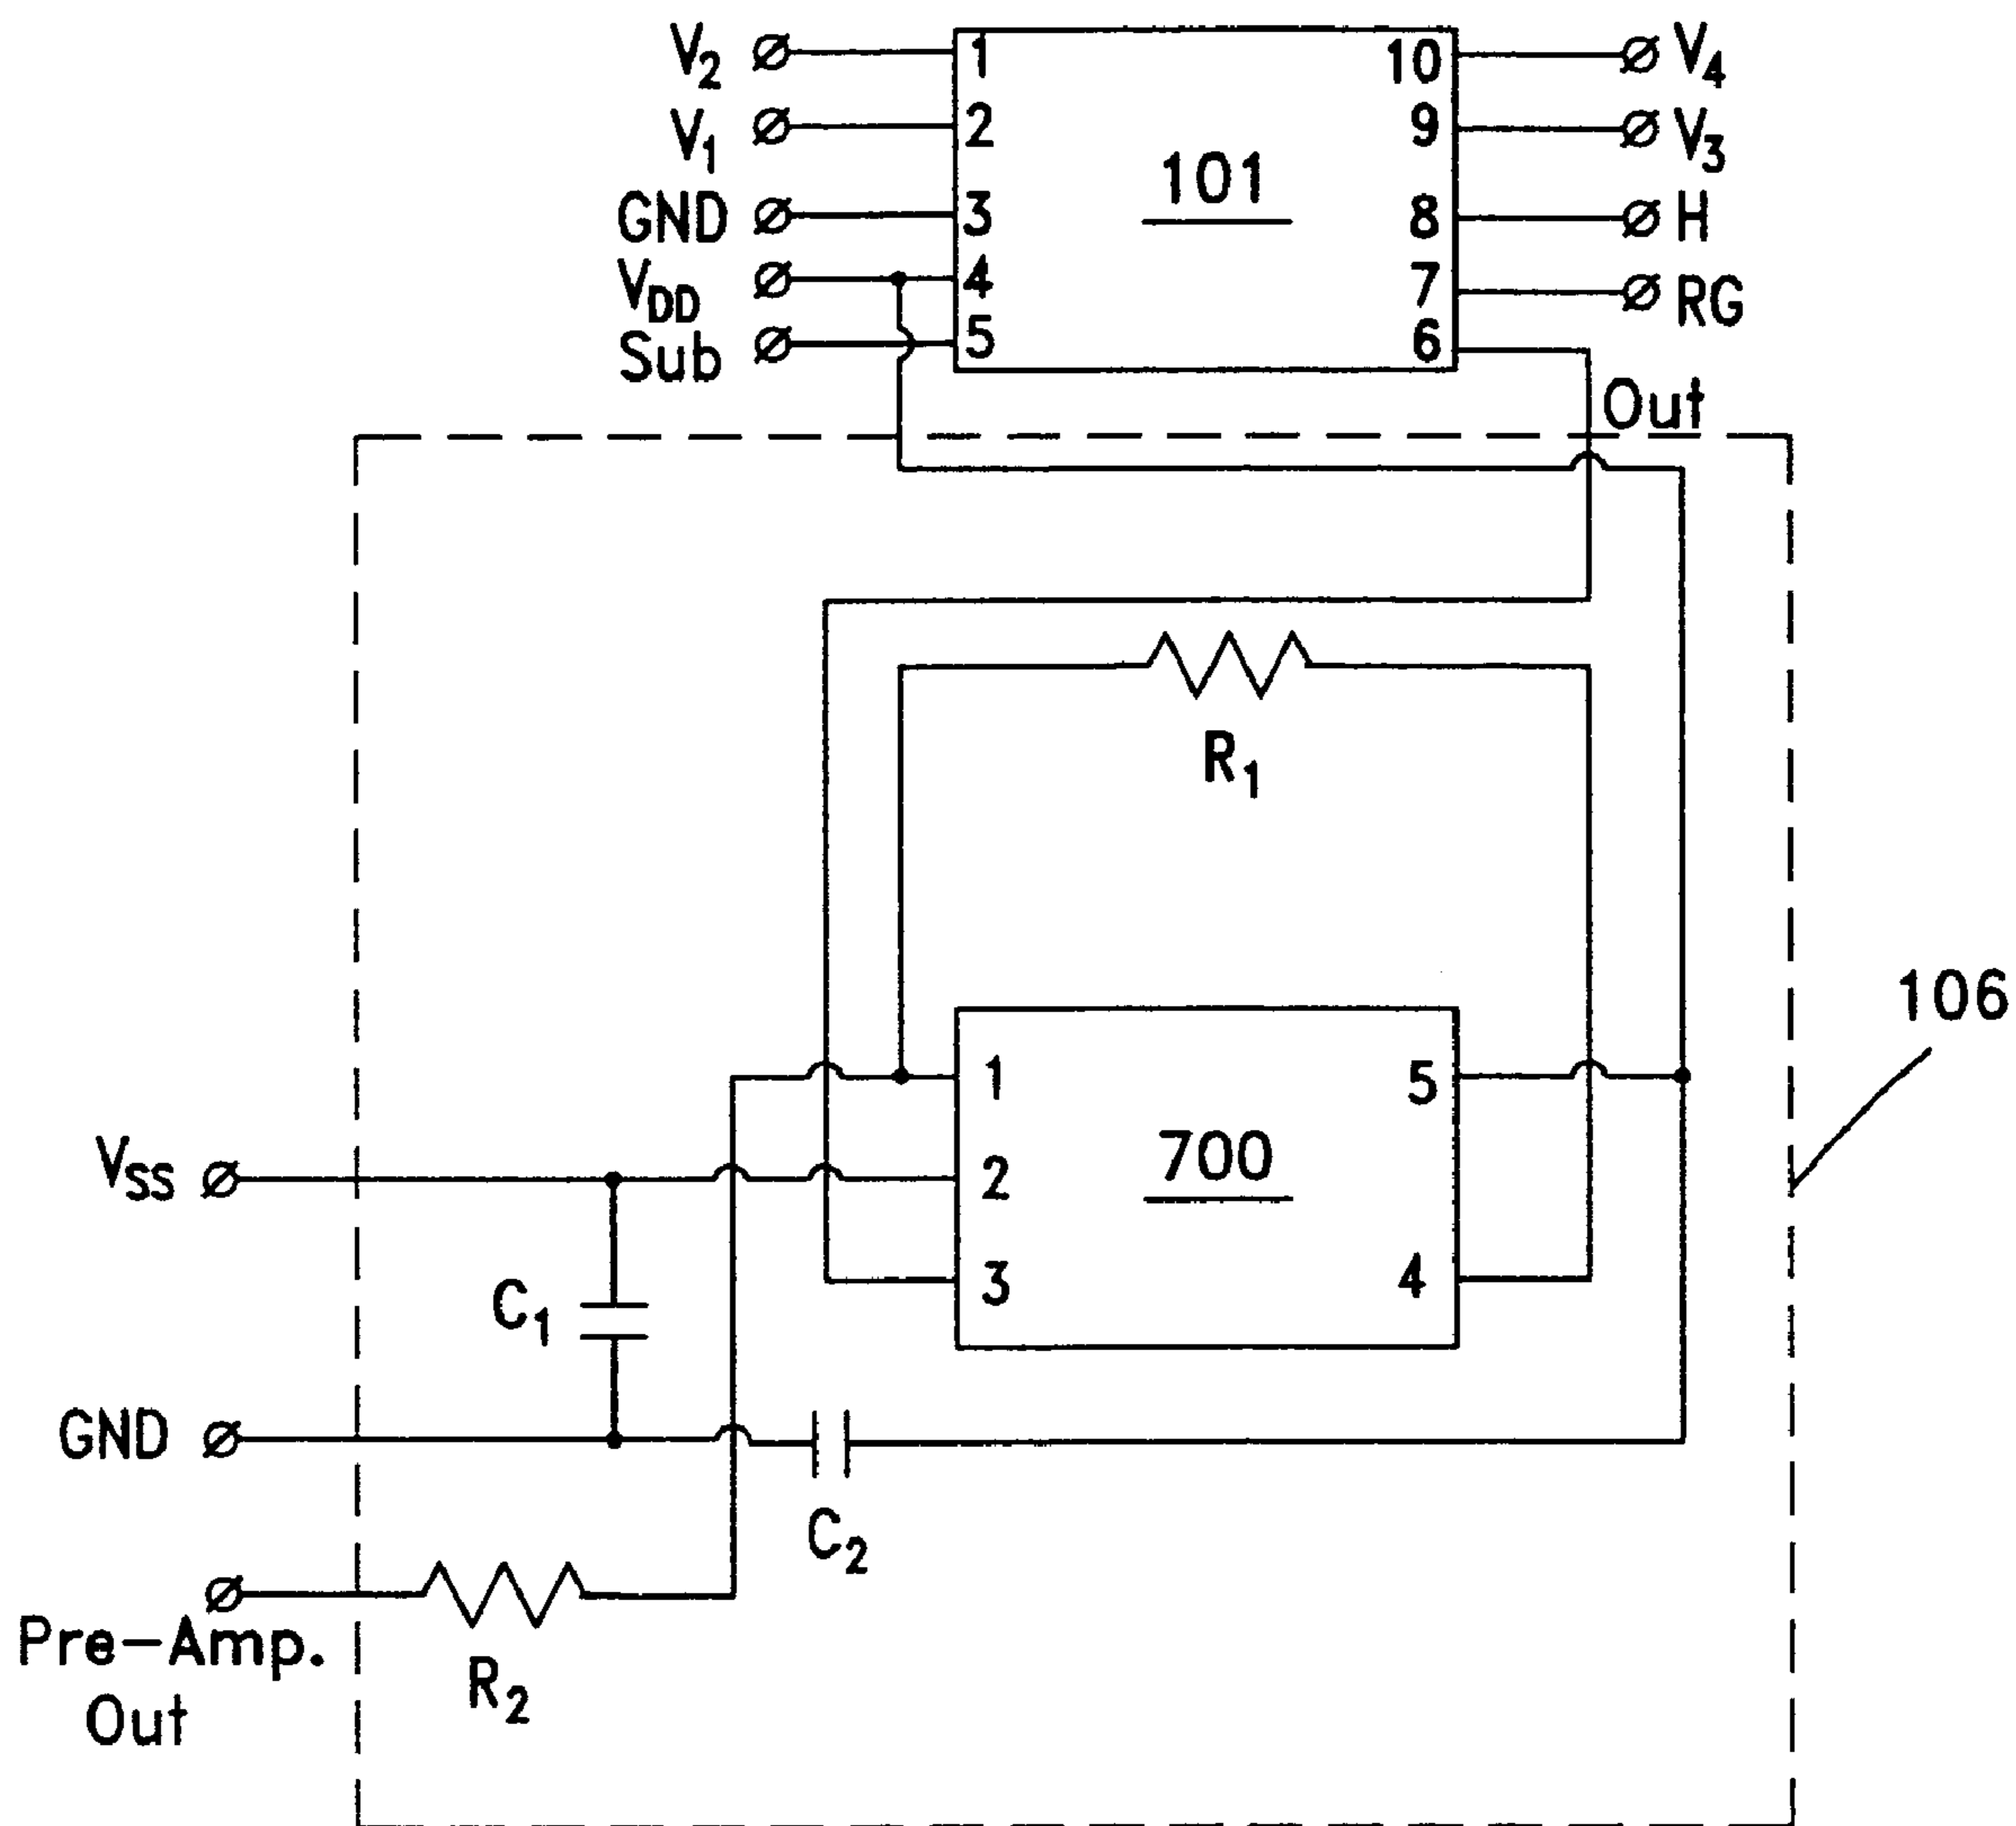 V2 1 10 V4
V1 2 9 V3
101
GND 3 8 H
VDD 4 7 RG
Sub 5 6
Out
R1
106
1 5
700
VSS 2
3 4
C1
GND
C2
Pre-Amp.
Out
R2